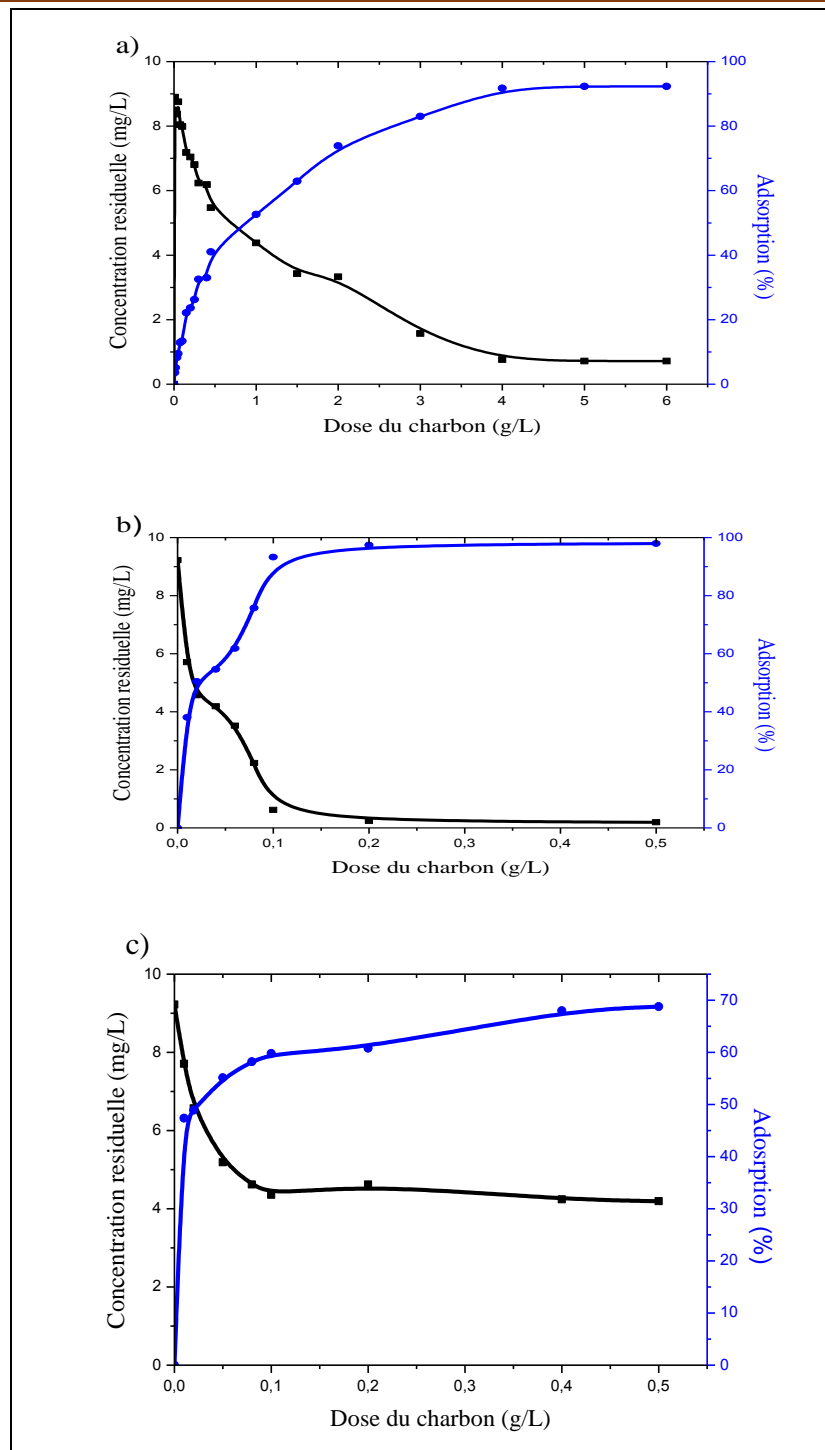 a)
10
8
6
4
2
0
Concentration residuelle (mg/L)
100
80
60
40
20
0
Adsorption (%)
0 1 2 3 4 5 6
Dose du charbon (g/L)
b)
10
8
6
4
2
0
Concentration residuelle (mg/L)
100
80
60
40
20
0
Adsorption (%)
0,0 0,1 0,2 0,3 0,4 0,5
Dose du charbon (g/L)
c)
10
8
6
4
2
0
Concentration residuelle (mg/L)
70
60
50
40
30
20
10
0
Adosrption (%)
0,0 0,1 0,2 0,3 0,4 0,5
Dose du charbon (g/L)